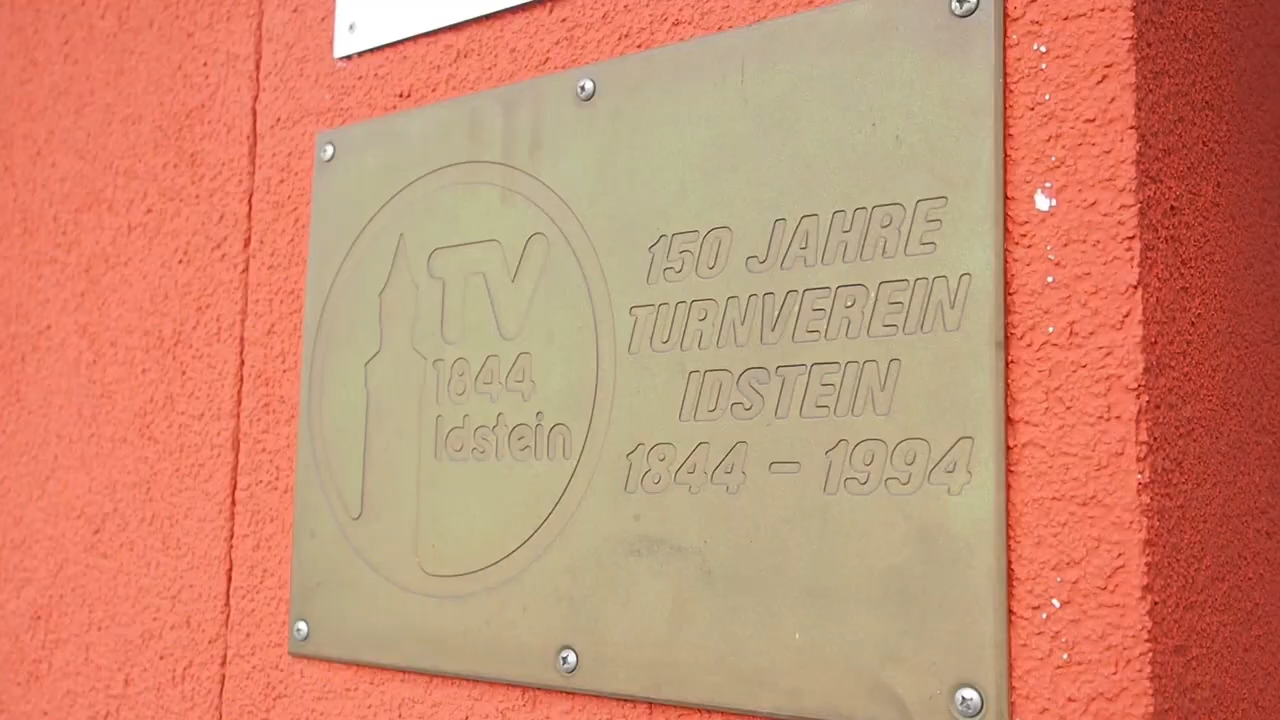 TV
1844
Idstein
150 JAHRE
TURNVEREIN
IDSTEIN
1844 - 1994